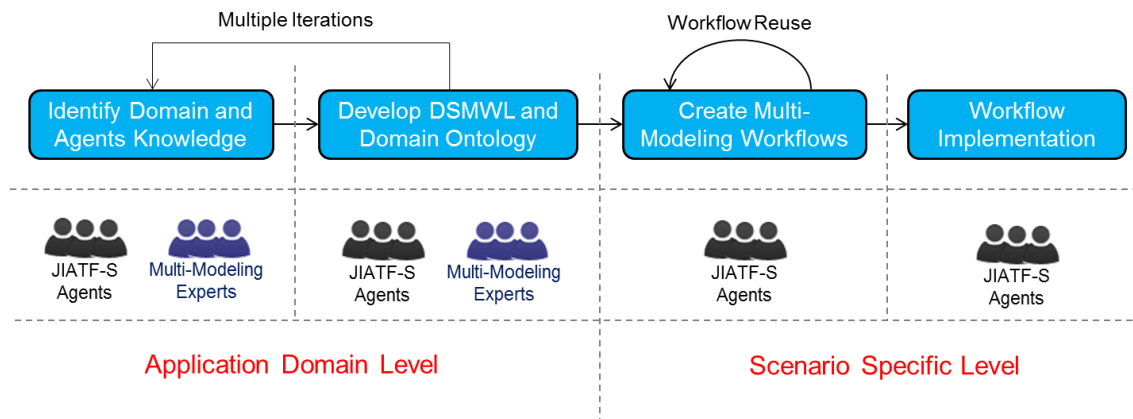 Multiple Iterations
Workflow Reuse
Identify Domain and
Agents Knowledge
Develop DSMWL and
Domain Ontology
Create Multi-
Modeling Workflows
Workflow
Implementation
JIATF-S
Agents
Multi-Modeling
Experts
JIATF-S
Agents
Multi-Modeling
Experts
JIATF-S
Agents
JIATF-S
Agents
Application Domain Level
Scenario Specific Level